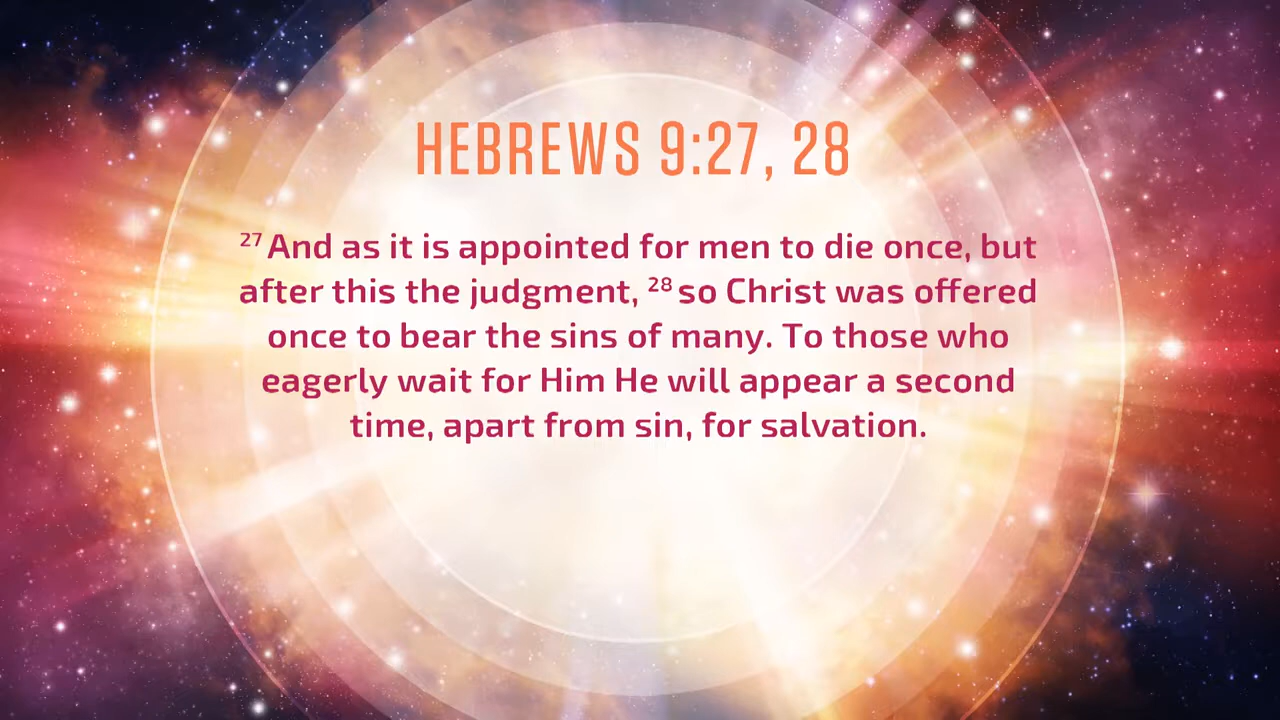 HEBREWS 9:27, 28
27 And as it is appointed for men to die once, but
after this the judgment, 28 so Christ was offered
once to bear the sins of many. To those who
eagerly wait for Him He will appear a second
time, apart from sin, for salvation.